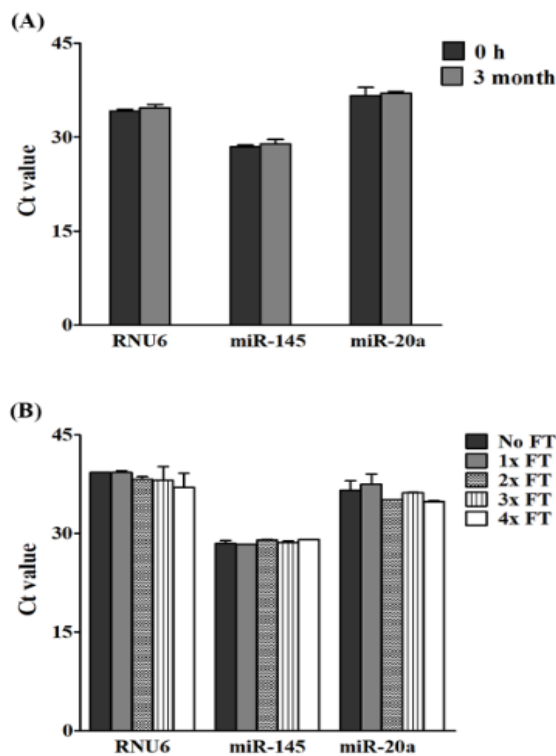 (A)
45
30
15
0
Ct value
0 h
3 month
RNU6 miR-145 miR-20a
(B)
45
30
15
0
Ct value
No FT
1x FT
2x FT
3x FT
4x FT
RNU6 miR-145 miR-20a